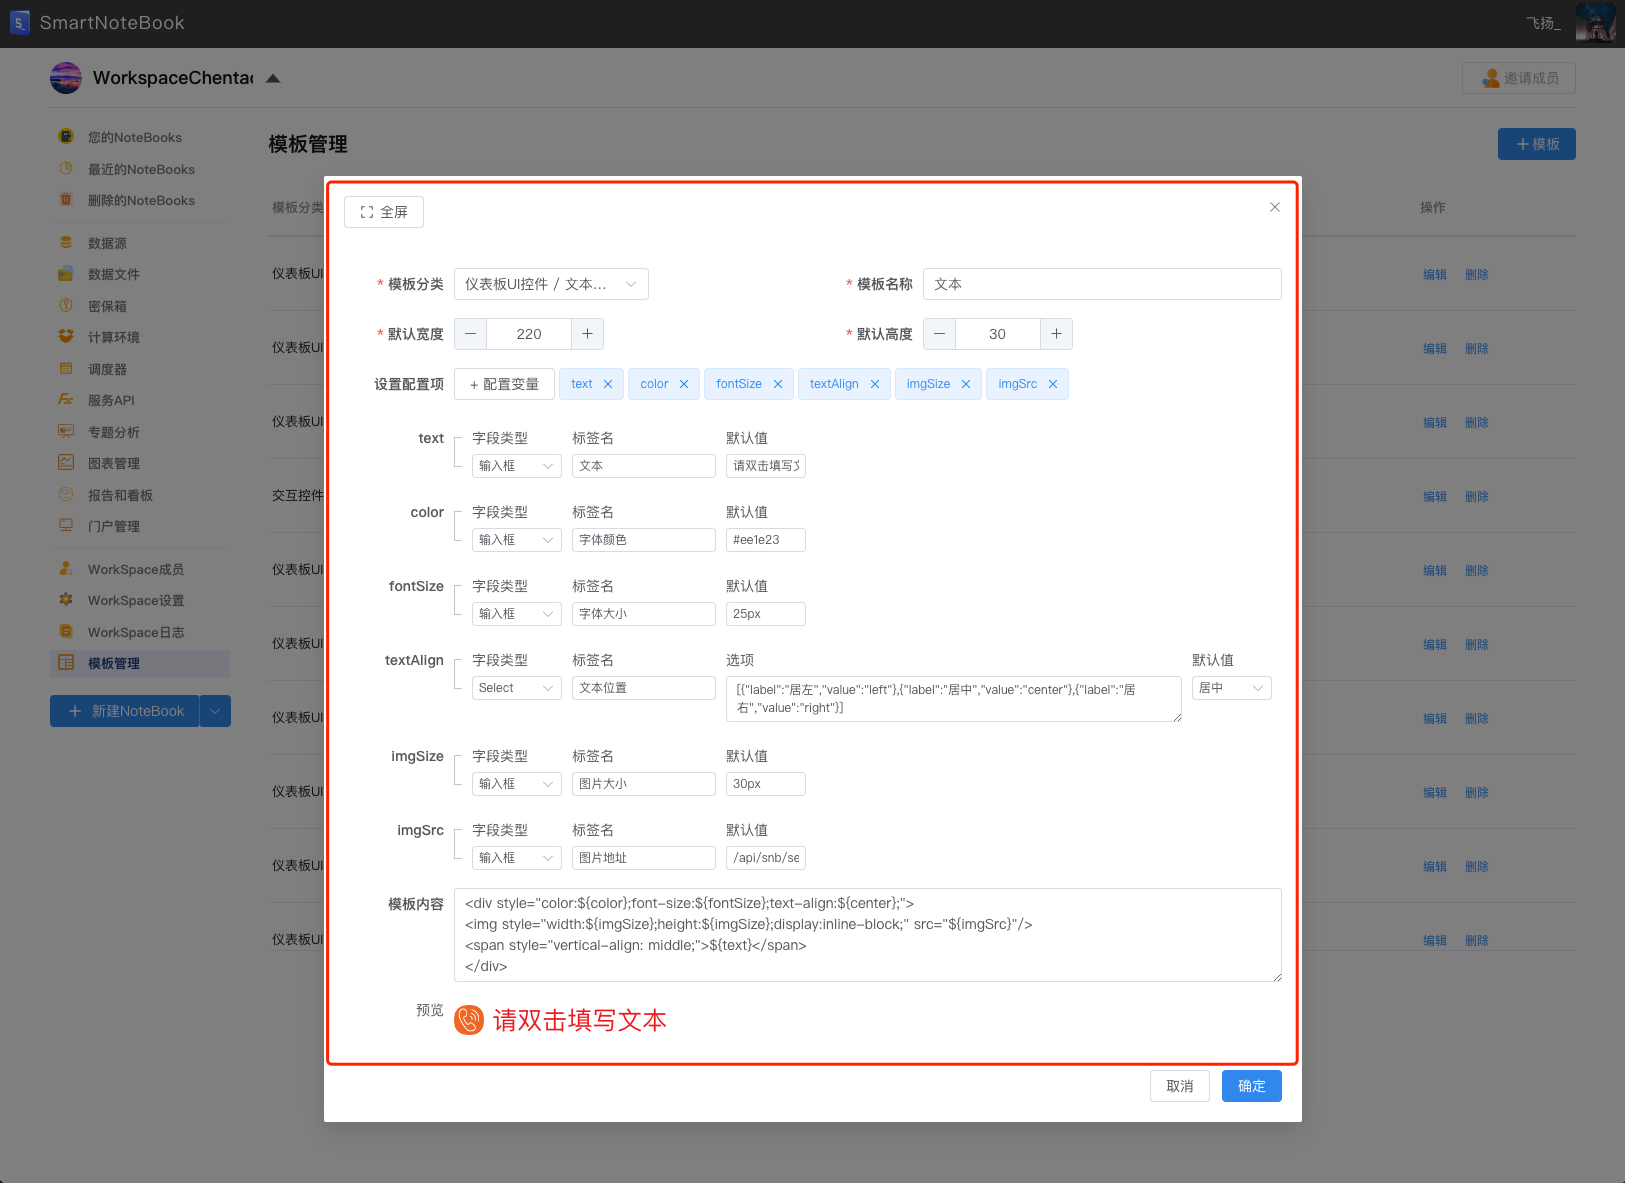 SmartNoteBook
飞扬_
WorkspaceChentac
邀请成员
您的NoteBooks
最近的NoteBooks
删除的NoteBooks
数据源
数据文件
密保箱
计算环境
调度器
服务API
专题分析
图表管理
报告和看板
门户管理
WorkSpace成员
WorkSpace设置
WorkSpace日志
模板管理
+ 新建NoteBook
模板管理
+模板
模板分类
操作
仪表板UI
编辑 删除
仪表板UI
编辑 删除
仪表板UI
编辑 删除
交互控件
编辑 删除
仪表板UI
编辑 删除
仪表板UI
编辑 删除
仪表板UI
编辑 删除
仪表板UI
编辑 删除
仪表板UI
编辑 删除
仪表板UI
编辑 删除
全屏
* 模板分类 仪表板UI控件 / 文本...
* 模板名称 文本
* 默认宽度 − 220 +
* 默认高度 − 30 +
设置配置项 + 配置变量 text × color × fontSize × textAlign × imgSize × imgSrc ×
text 字段类型 标签名 默认值
输入框 文本 请双击填写文
color 字段类型 标签名 默认值
输入框 字体颜色 #ee1e23
fontSize 字段类型 标签名 默认值
输入框 字体大小 25px
textAlign 字段类型 标签名 选项 默认值
Select 文本位置 [{"label":"居左","value":"left"},{"label":"居中","value":"center"},{"label":"居 居中
右","value":"right"}]
imgSize 字段类型 标签名 默认值
输入框 图片大小 30px
imgSrc 字段类型 标签名 默认值
输入框 图片地址 /api/snb/se
模板内容 <div style="color:${color};font-size:${fontSize};text-align:${center};">
<img style="width:${imgSize};height:${imgSize};display:inline-block;" src="${imgSrc}"/>
<span style="vertical-align: middle;">${text}</span>
</div>
预览 请双击填写文本
取消 确定